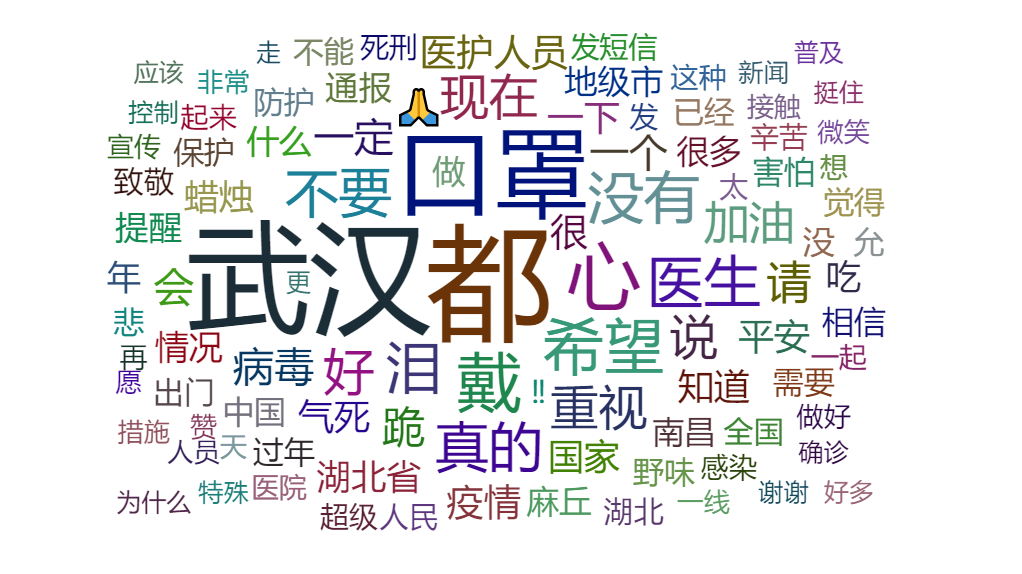 走 不能 死刑 医护人员 发短信 普及
应该 非常 通报 🙏 现在 地级市 这种 新闻
控制 起来 防护 一下 发 已经 接触 挺住
宣传 保护 什么 一定 口罩 一个 很多 辛苦 微笑
致敬 蜡烛 不要 做 没有 太 害怕 想
提醒 很 加油 觉得
武汉 都 没 允
年 会 更 心 医生 请 吃
悲 希望 说 平安 相信
再 情况 病毒 好 泪 戴 一起
愿 出门 ‼ 重视 知道 需要
措施 赞 中国 气死 跪 真的 南昌 全国 做好
人员 天 过年 国家 确诊
为什么 特殊 医院 湖北省 野味 感染 谢谢 好多
超级 人民 疫情 麻丘 湖北 一线